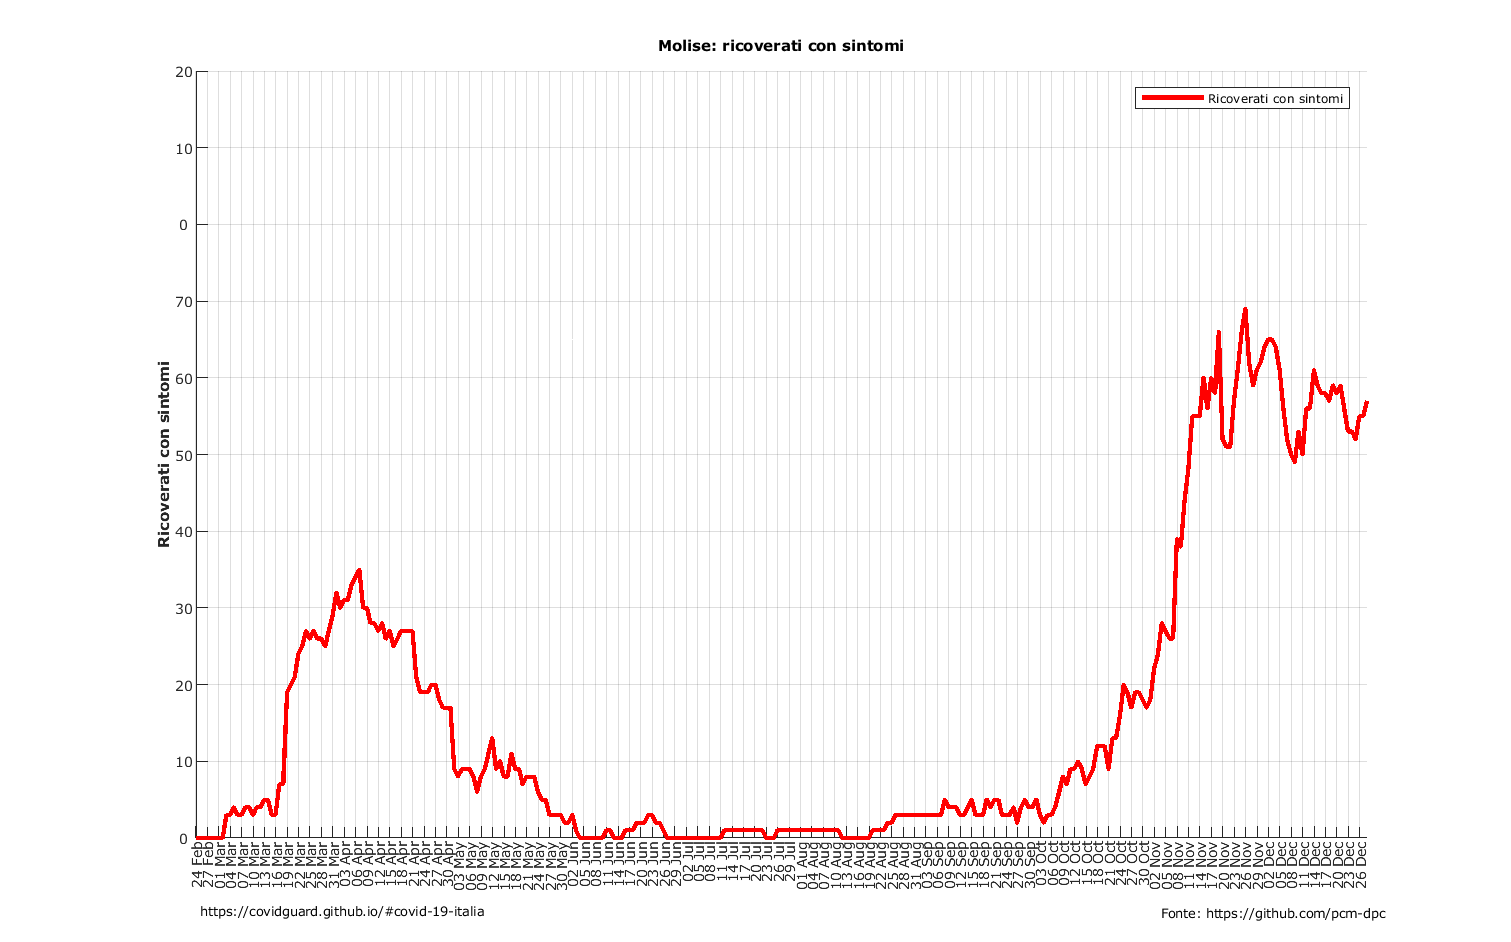 Molise: ricoverati con sintomi
Ricoverati con sintomi
20
10
0
70
60
50
40
30
20
10
0
Ricoverati con sintomi
24 Feb
27 Feb
01 Mar
04 Mar
07 Mar
10 Mar
13 Mar
16 Mar
19 Mar
22 Mar
25 Mar
28 Mar
31 Mar
03 Apr
06 Apr
09 Apr
12 Apr
15 Apr
18 Apr
21 Apr
24 Apr
27 Apr
30 Apr
03 May
06 May
09 May
12 May
15 May
18 May
21 May
24 May
27 May
30 May
02 Jun
05 Jun
08 Jun
11 Jun
14 Jun
17 Jun
20 Jun
23 Jun
26 Jun
29 Jun
02 Jul
05 Jul
08 Jul
11 Jul
14 Jul
17 Jul
20 Jul
23 Jul
26 Jul
29 Jul
01 Aug
04 Aug
07 Aug
10 Aug
13 Aug
16 Aug
19 Aug
22 Aug
25 Aug
28 Aug
31 Aug
03 Sep
06 Sep
09 Sep
12 Sep
15 Sep
18 Sep
21 Sep
24 Sep
27 Sep
30 Sep
03 Oct
06 Oct
09 Oct
12 Oct
15 Oct
18 Oct
21 Oct
24 Oct
27 Oct
30 Oct
02 Nov
05 Nov
08 Nov
11 Nov
14 Nov
17 Nov
20 Nov
23 Nov
26 Nov
29 Nov
02 Dec
05 Dec
08 Dec
11 Dec
14 Dec
17 Dec
20 Dec
23 Dec
26 Dec
https://covidguard.github.io/#covid-19-italia
Fonte: https://github.com/pcm-dpc